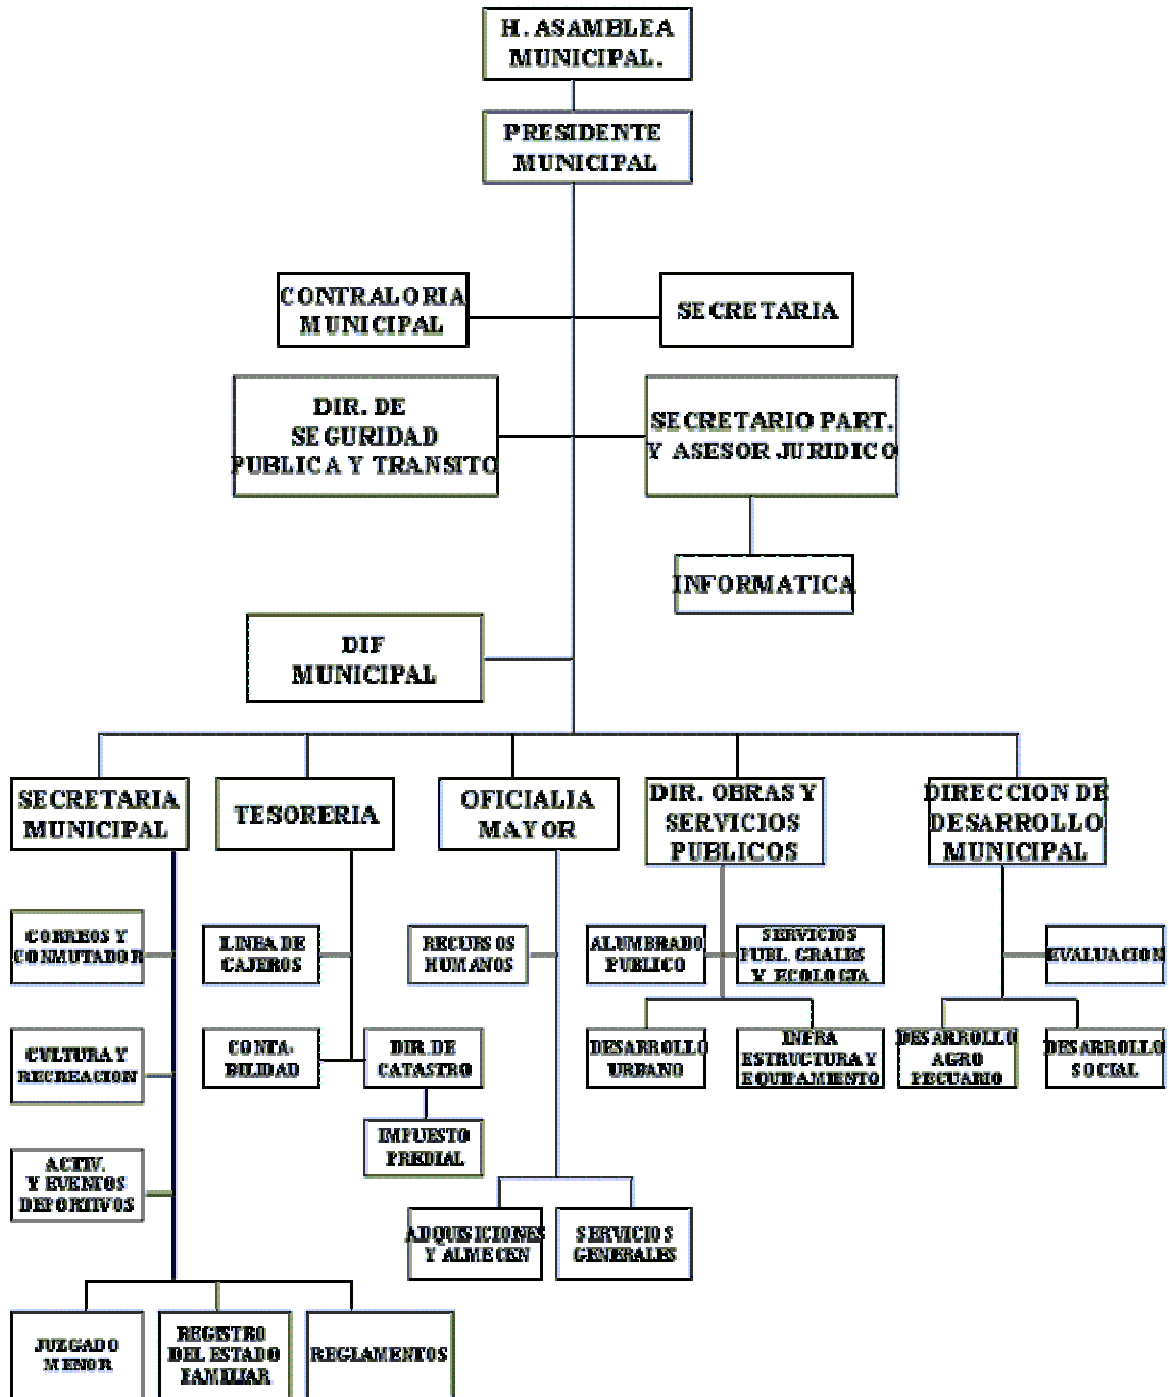 H. ASAMBLEA
MUNICIPAL.
PRESIDENTE
MUNICIPAL
CONTRALORIA
MUNICIPAL
SECRETARIA
DIR. DE
SEGURIDAD
PUBLICA Y TRANSITO
SECRETARIO PART.
Y ASESOR JURIDICO
INFORMATICA
DIF
MUNICIPAL
SECRETARIA
MUNICIPAL
TESORERIA
OFICIALIA
MAYOR
DIR. OBRAS Y
SERVICIOS
PUBLICOS
DIRECCION DE
DESARROLLO
MUNICIPAL
CORREOS Y
CONMUTADOR
LINEA DE
CAJEROS
RECURSOS
HUMANOS
ALUMBRADO
PUBLICO
SERVICIOS
PUBL. GRALES
Y ECOLOGIA
EVALUACION
CULTURA Y
RECREACION
CONTA-
BILIDAD
DIR. DE
CATASTRO
DESARROLLO
URBANO
INFRA
ESTRUCTURA Y
EQUIPAMIENTO
DESARROLLO
AGRO
PECUARIO
DESARROLLO
SOCIAL
IMPUESTO
PREDIAL
ACTIV.
Y EVENTOS
DEPORTIVOS
ADQUISICIONES
Y ALMECEN
SERVICIOS
GENERALES
JUZGADO
MENOR
REGISTRO
DEL ESTADO
FAMILIAR
REGLAMENTOS